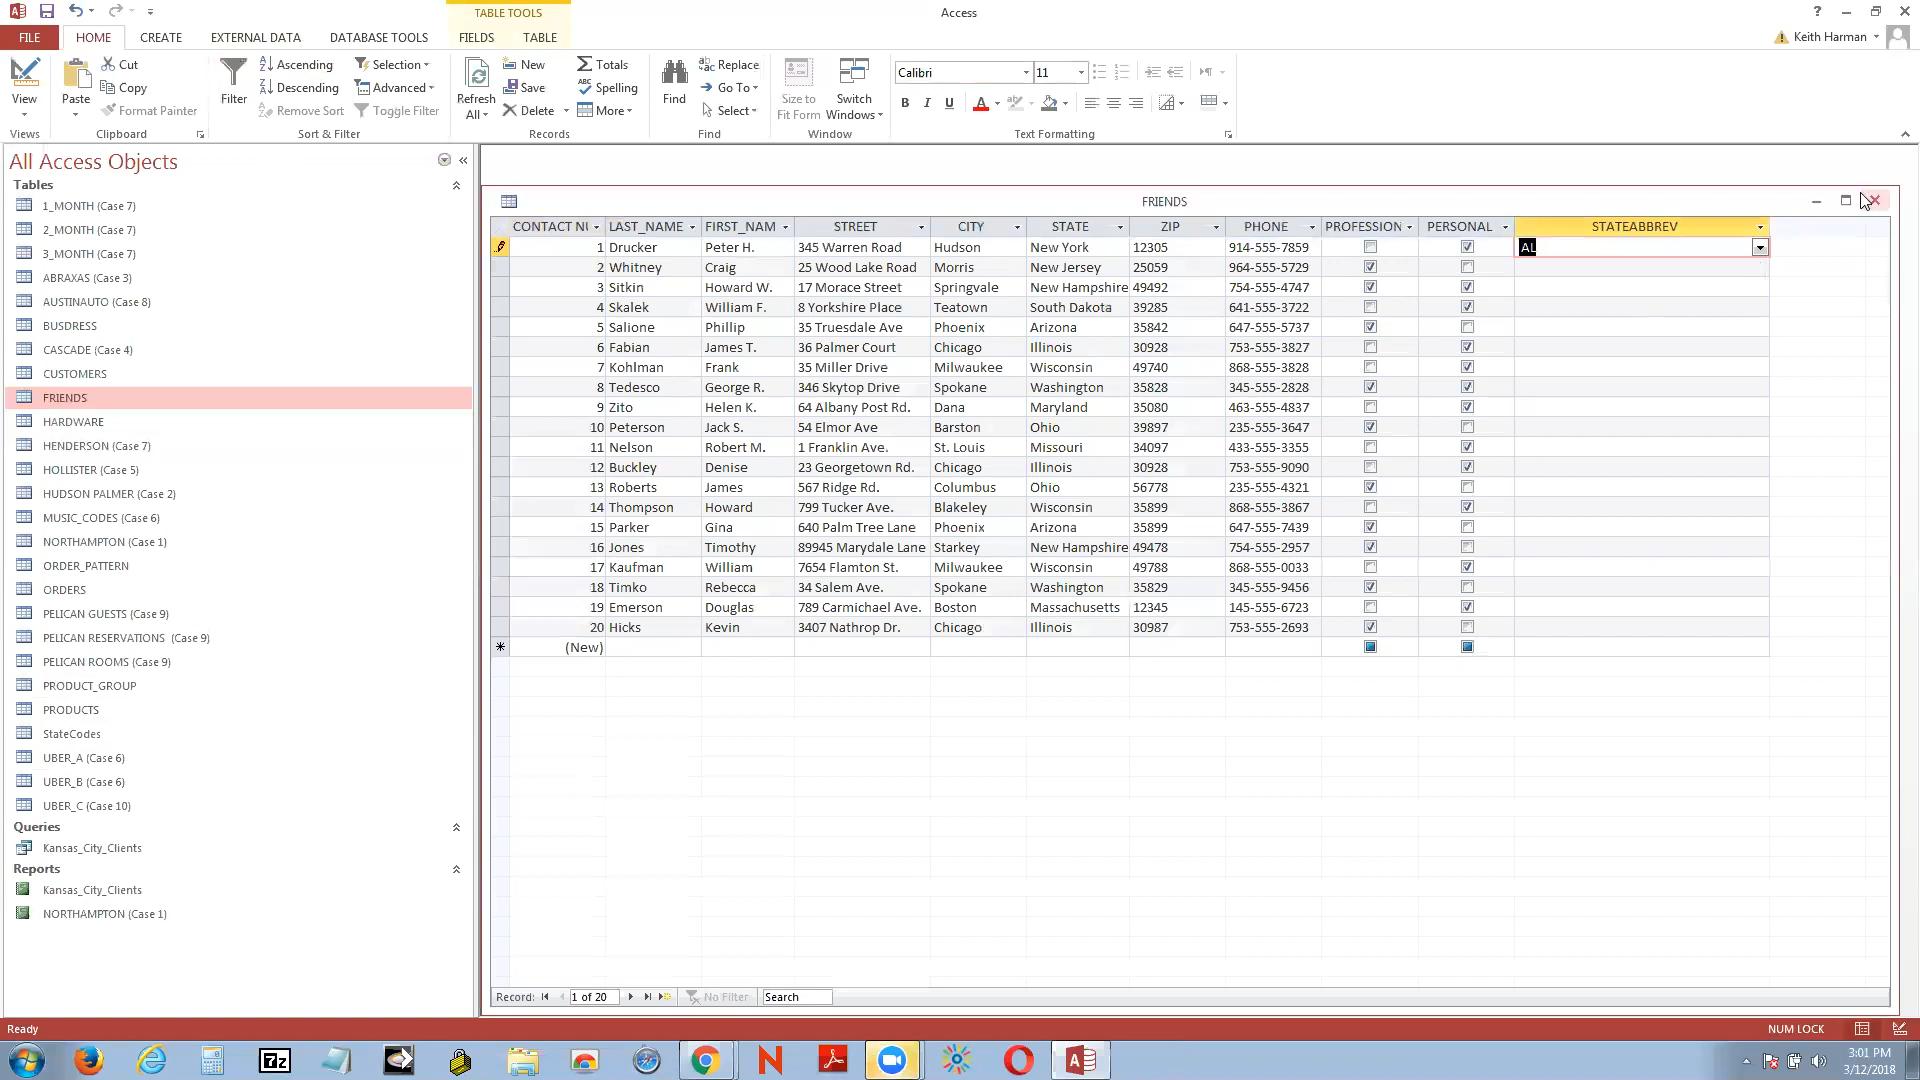 TABLE TOOLS
Access
FILE HOME CREATE EXTERNAL DATA DATABASE TOOLS FIELDS TABLE
Keith Harman
View
Views
Paste
Cut
Copy
Format Painter
Clipboard
Filter
Ascending
Descending
Remove Sort
Selection
Advanced
Toggle Filter
Sort & Filter
Refresh All
New
Save
Delete
Totals
Spelling
More
Records
Find
Replace
Go To
Select
Find
Size to Fit Form
Switch Windows
Window
Calibri 11
B I U A
Text Formatting
All Access Objects
Tables
1_MONTH (Case 7)
2_MONTH (Case 7)
3_MONTH (Case 7)
ABRAXAS (Case 3)
AUSTINAUTO (Case 8)
BUSDRESS
CASCADE (Case 4)
CUSTOMERS
FRIENDS
HARDWARE
HENDERSON (Case 7)
HOLLISTER (Case 5)
HUDSON PALMER (Case 2)
MUSIC_CODES (Case 6)
NORTHAMPTON (Case 1)
ORDER_PATTERN
ORDERS
PELICAN GUESTS (Case 9)
PELICAN RESERVATIONS (Case 9)
PELICAN ROOMS (Case 9)
PRODUCT_GROUP
PRODUCTS
StateCodes
UBER_A (Case 6)
UBER_B (Case 6)
UBER_C (Case 10)
Queries
Kansas_City_Clients
Reports
Kansas_City_Clients
NORTHAMPTON (Case 1)
FRIENDS
CONTACT NU LAST_NAME FIRST_NAM STREET CITY STATE ZIP PHONE PROFESSION PERSONAL STATEABBREV
1 Drucker Peter H. 345 Warren Road Hudson New York 12305 914-555-7859 AL
2 Whitney Craig 25 Wood Lake Road Morris New Jersey 25059 964-555-5729
3 Sitkin Howard W. 17 Morace Street Springvale New Hampshire 49492 754-555-4747
4 Skalek William F. 8 Yorkshire Place Teatown South Dakota 39285 641-555-3722
5 Salione Phillip 35 Truesdale Ave Phoenix Arizona 35842 647-555-5737
6 Fabian James T. 36 Palmer Court Chicago Illinois 30928 753-555-3827
7 Kohlman Frank 35 Miller Drive Milwaukee Wisconsin 49740 868-555-3828
8 Tedesco George R. 346 Skytop Drive Spokane Washington 35828 345-555-2828
9 Zito Helen K. 64 Albany Post Rd. Dana Maryland 35080 463-555-4837
10 Peterson Jack S. 54 Elmor Ave Barston Ohio 39897 235-555-3647
11 Nelson Robert M. 1 Franklin Ave. St. Louis Missouri 34097 433-555-3355
12 Buckley Denise 23 Georgetown Rd. Chicago Illinois 30928 753-555-9090
13 Roberts James 567 Ridge Rd. Columbus Ohio 56778 235-555-4321
14 Thompson Howard 799 Tucker Ave. Blakeley Wisconsin 35899 868-555-3867
15 Parker Gina 640 Palm Tree Lane Phoenix Arizona 35899 647-555-7439
16 Jones Timothy 89945 Marydale Lane Starkey New Hampshire 49478 754-555-2957
17 Kaufman William 7654 Flamton St. Milwaukee Wisconsin 49788 868-555-0033
18 Timko Rebecca 34 Salem Ave. Spokane Washington 35829 345-555-9456
19 Emerson Douglas 789 Carmichael Ave. Boston Massachusetts 12345 145-555-6723
20 Hicks Kevin 3407 Nathrop Dr. Chicago Illinois 30987 753-555-2693
(New)
Record: 1 of 20 No Filter Search
Ready
NUM LOCK
7z
3:01 PM
3/12/2018